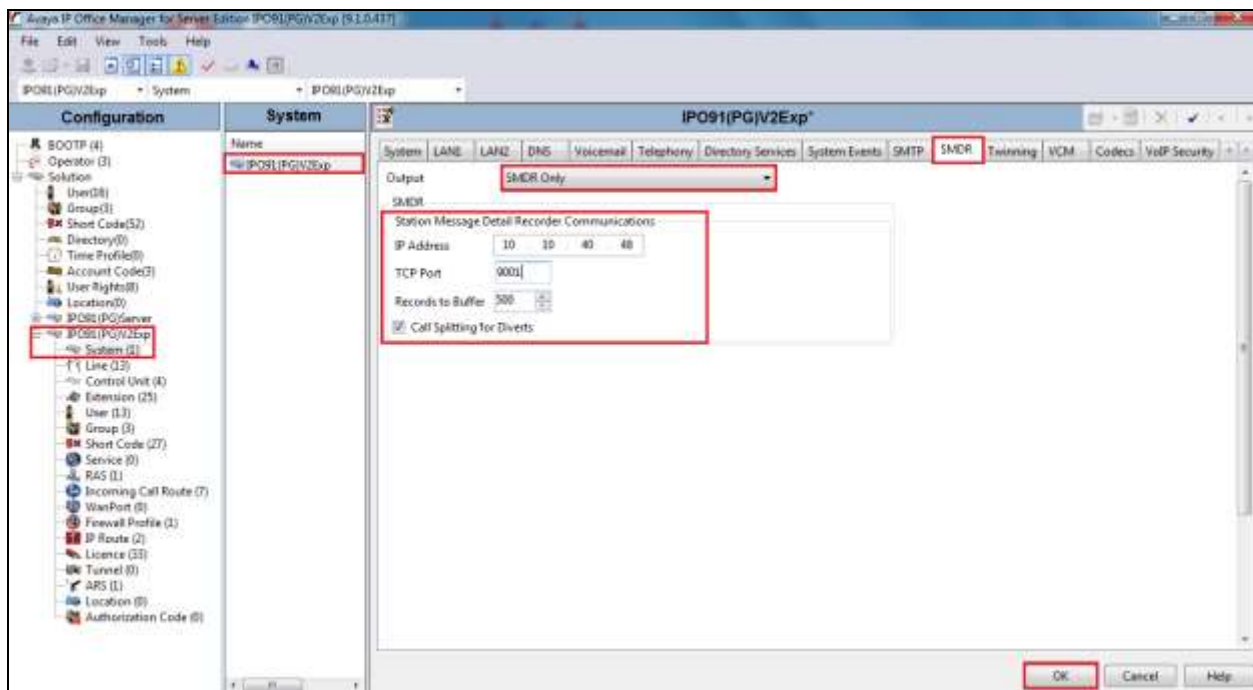 Avaya IP Office Manager for Server Edition IPO91(PG)V2Exp [9.1.0.437]
File Edit View Tools Help
IPO91(PG)V2Exp System IPO91(PG)V2Exp
Configuration
BOOTP (4)
Operator (3)
Solution
User(18)
Group(3)
Short Code(52)
Directory(0)
Time Profile(0)
Account Code(3)
User Rights(8)
Location(0)
IPO91(PG)Server
IPO91(PG)V2Exp
System (1)
Line (13)
Control Unit (4)
Extension (25)
User (13)
Group (3)
Short Code (27)
Service (0)
RAS (1)
Incoming Call Route (7)
WanPort (0)
Firewall Profile (1)
IP Route (2)
Licence (33)
Tunnel (0)
ARS (1)
Location (0)
Authorization Code (0)
System
Name
IPO91(PG)V2Exp
IPO91(PG)V2Exp*
System LAN1 LAN2 DNS Voicemail Telephony Directory Services System Events SMTP SMDR Twinning VCM Codecs VoIP Security
Output SMDR Only
SMDR
Station Message Detail Recorder Communications
IP Address 10 . 10 . 40 . 48
TCP Port 9001
Records to Buffer 500
Call Splitting for Diverts
OK Cancel Help